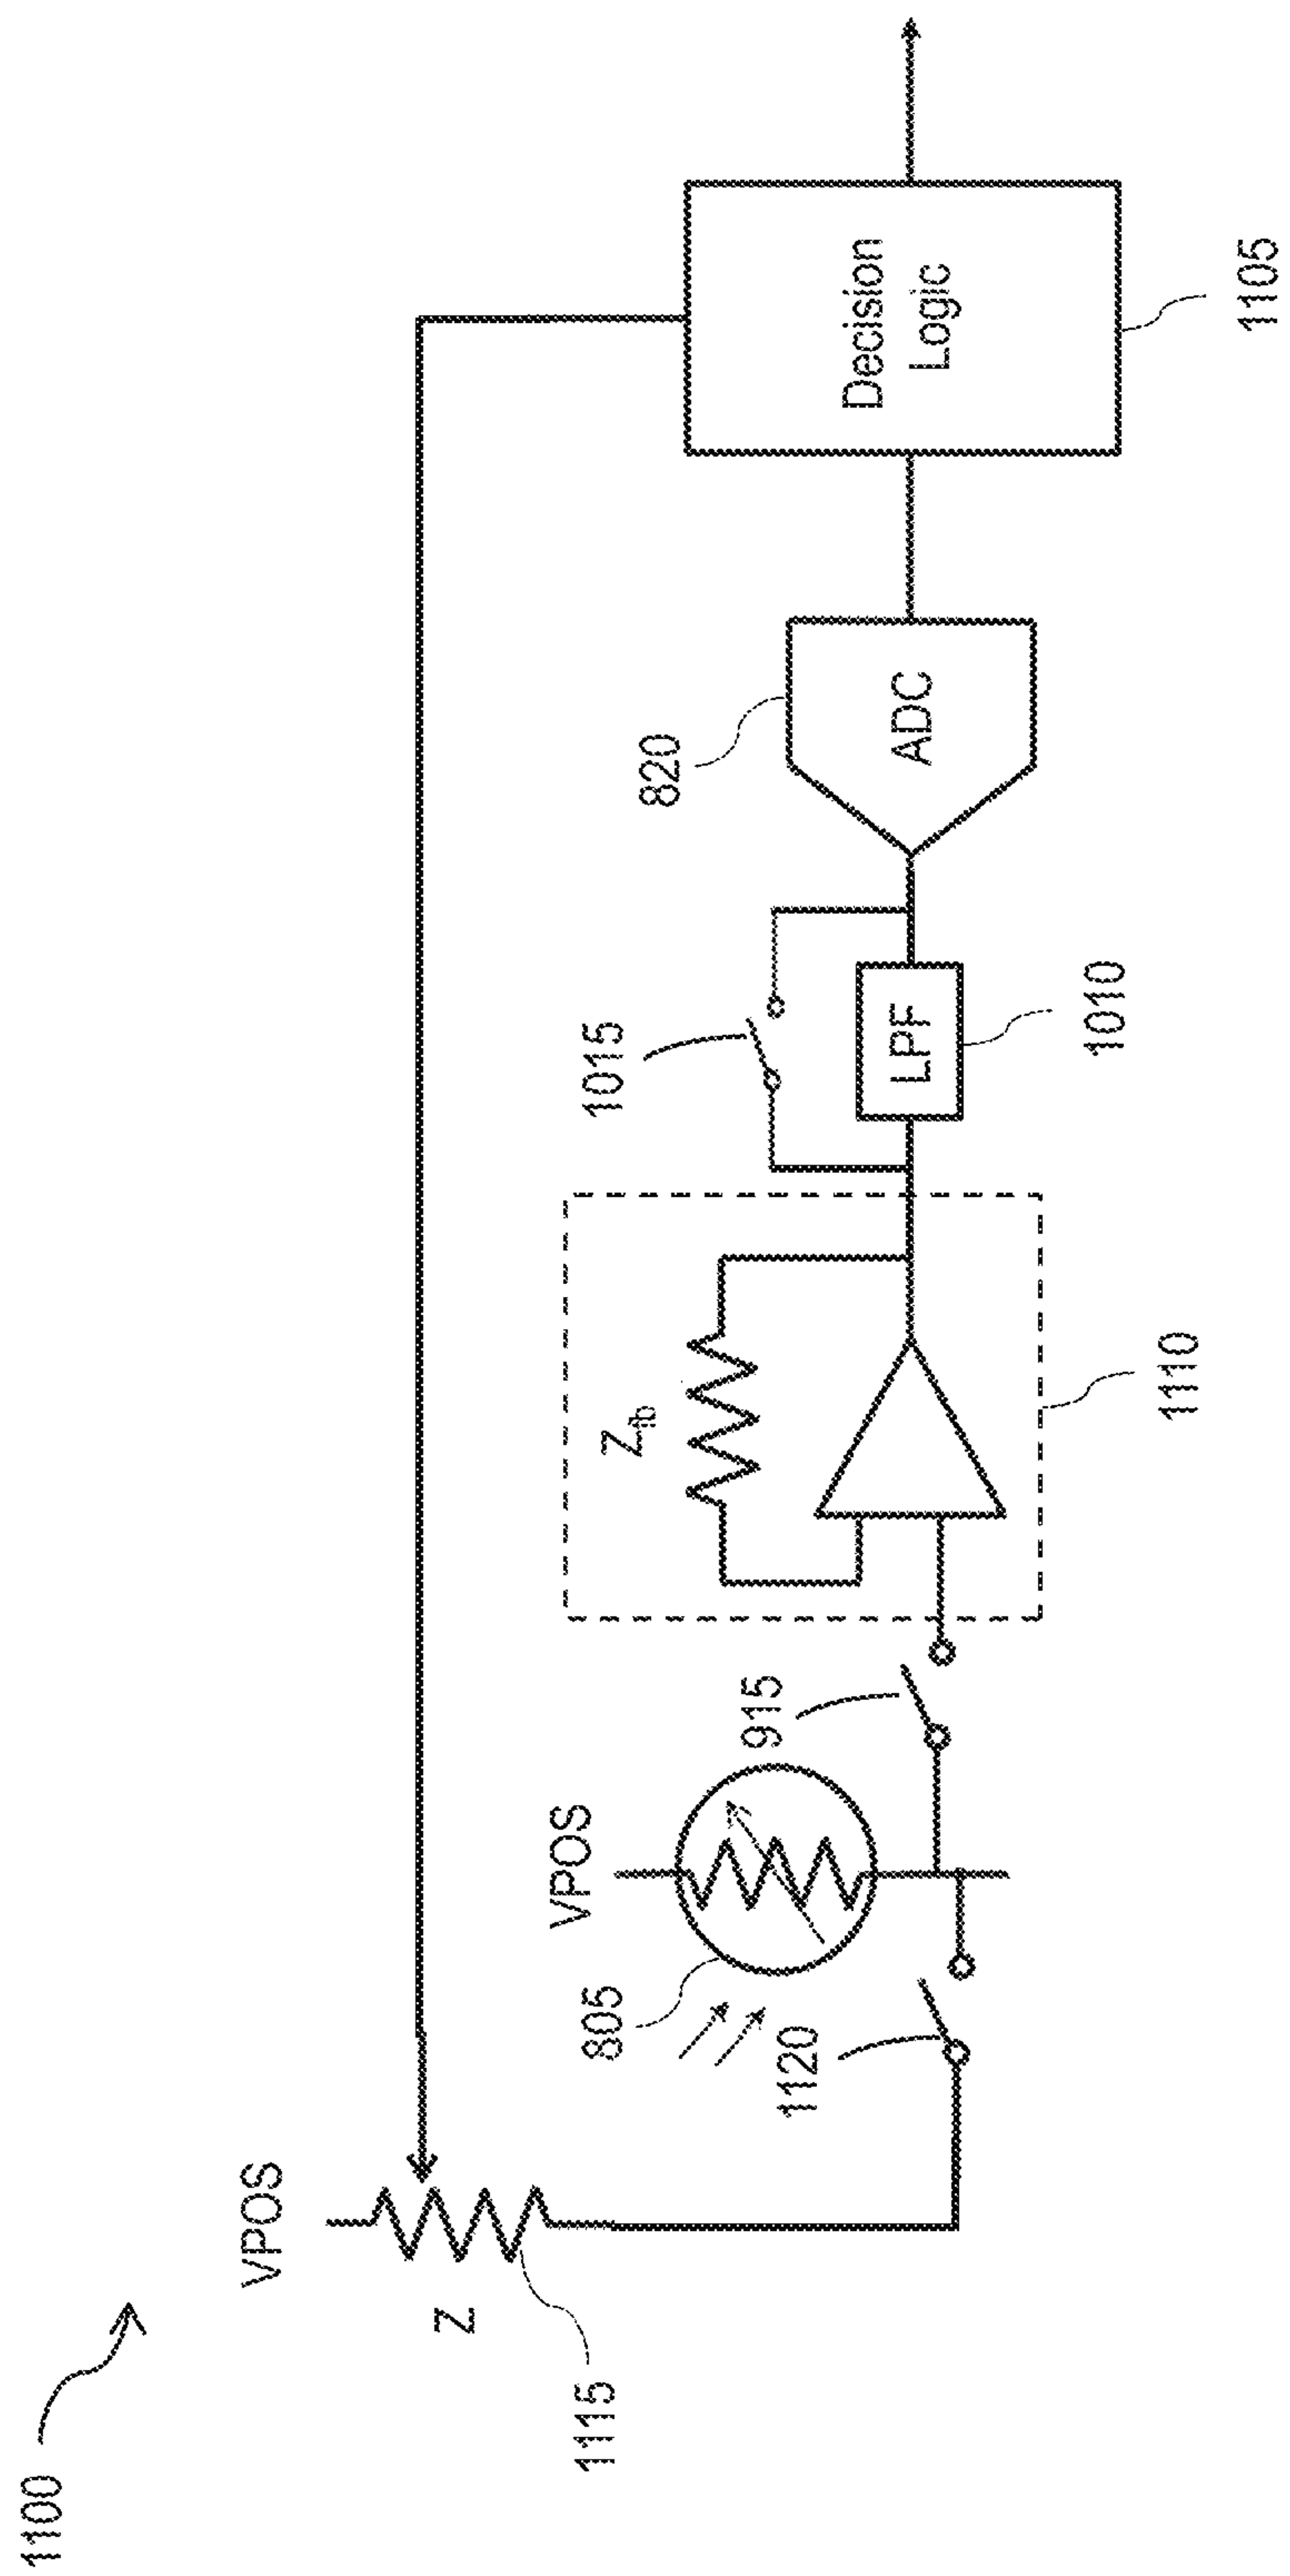 1100
VPOS
Z
1115
VPOS
805
1120
915
Zfb
1110
1015
LPF
1010
820
ADC
Decision
Logic
1105